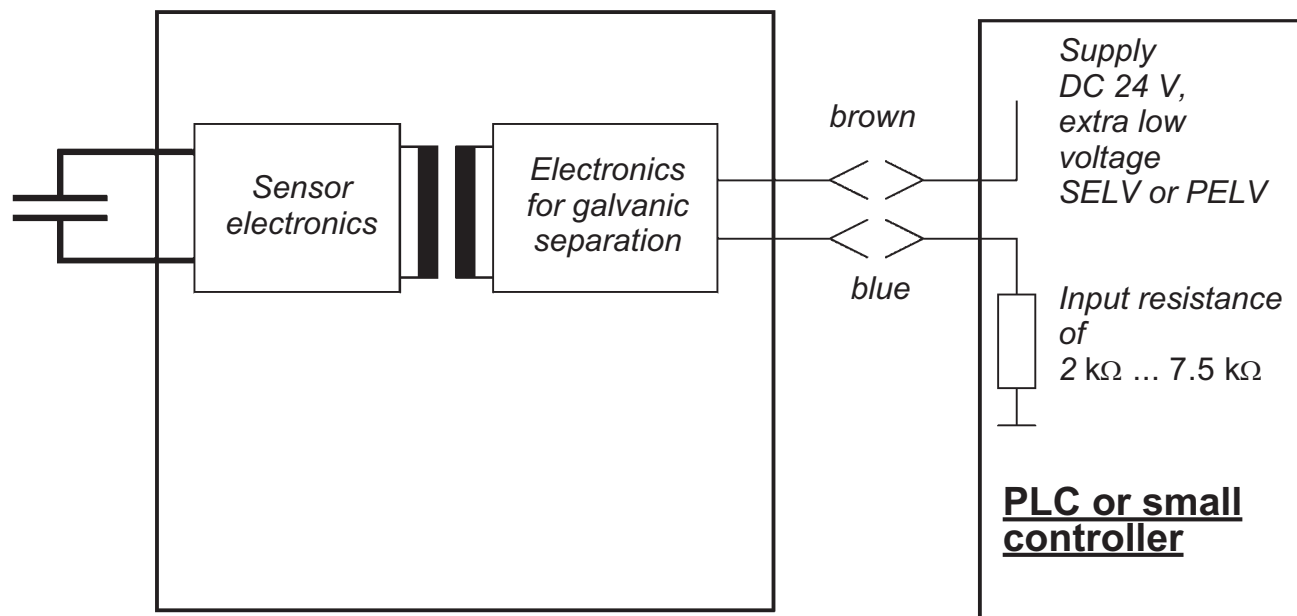 Sensor
electronics
Electronics
for galvanic
separation
brown
blue
Supply
DC 24 V,
extra low
voltage
SELV or PELV
Input resistance
of
2 kΩ ... 7.5 kΩ
PLC or small
controller